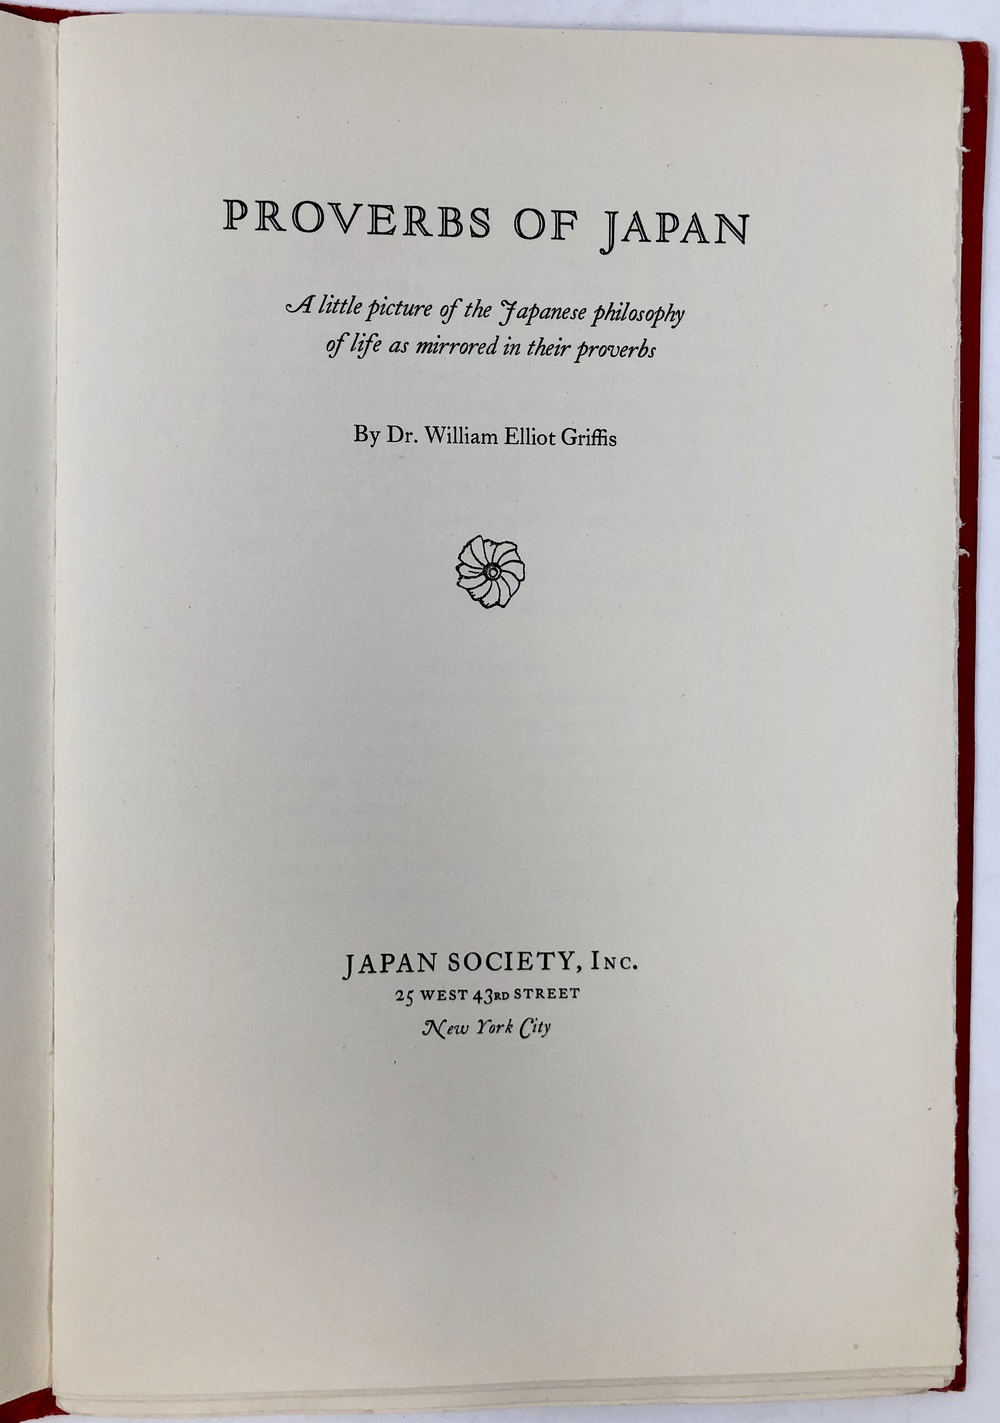 PROVERBS OF JAPAN
A little picture of the Japanese philosophy
of life as mirrored in their proverbs
By Dr. William Elliot Griffis
JAPAN SOCIETY, INC.
25 WEST 43RD STREET
New York City